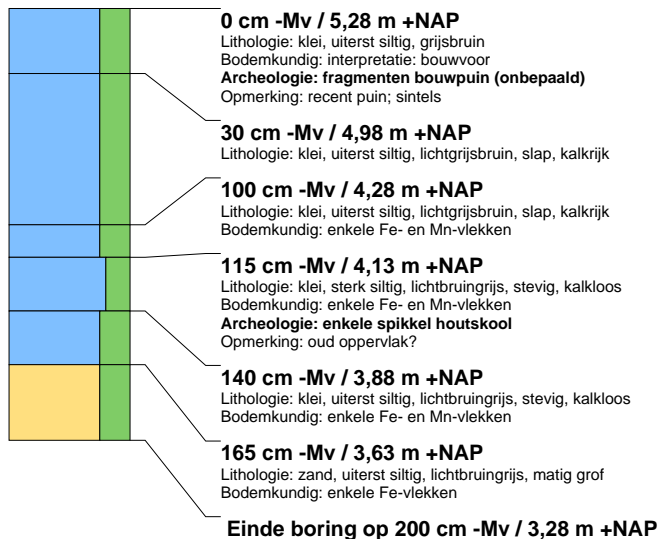 0 cm -Mv / 5,28 m +NAP
Lithologie: klei, uiterst siltig, grijsbruin
Bodemkundig: interpretatie: bouwvoor
Archeologie: fragmenten bouwpuin (onbepaald)
Opmerking: recent puin; sintels
30 cm -Mv / 4,98 m +NAP
Lithologie: klei, uiterst siltig, lichtgrijsbruin, slap, kalkrijk
100 cm -Mv / 4,28 m +NAP
Lithologie: klei, uiterst siltig, lichtgrijsbruin, slap, kalkrijk
Bodemkundig: enkele Fe- en Mn-vlekken
115 cm -Mv / 4,13 m +NAP
Lithologie: klei, sterk siltig, lichtbruingrijs, stevig, kalkloos
Bodemkundig: enkele Fe- en Mn-vlekken
Archeologie: enkele spikkel houtskool
Opmerking: oud oppervlak?
140 cm -Mv / 3,88 m +NAP
Lithologie: klei, uiterst siltig, lichtbruingrijs, stevig, kalkloos
Bodemkundig: enkele Fe- en Mn-vlekken
165 cm -Mv / 3,63 m +NAP
Lithologie: zand, uiterst siltig, lichtbruingrijs, matig grof
Bodemkundig: enkele Fe-vlekken
Einde boring op 200 cm -Mv / 3,28 m +NAP